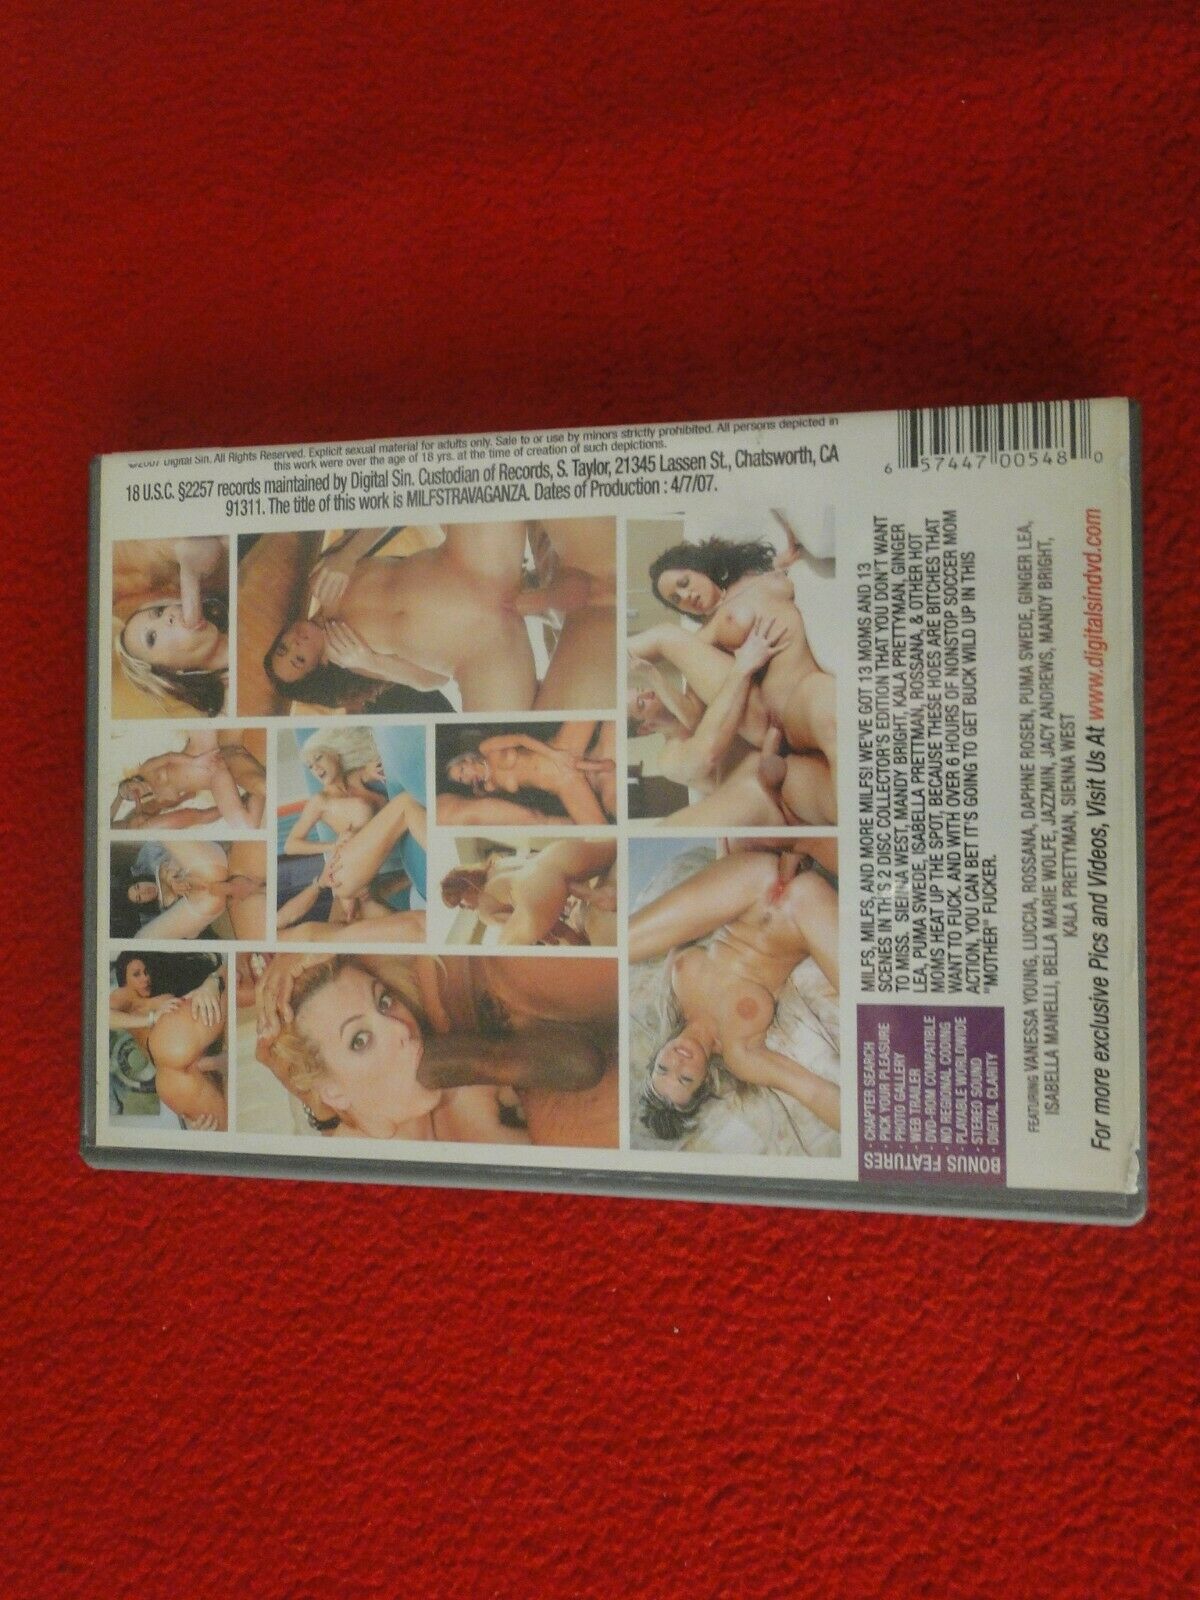 ©2007 Digital Sin. All Rights Reserved. Explicit sexual material for adults only. Sale to or use by minors strictly prohibited. All persons depicted in
this work were over the age of 18 yrs. at the time of creation of such depictions.
18 U.S.C. §2257 records maintained by Digital Sin. Custodian of Records, S. Taylor, 21345 Lassen St., Chatsworth, CA
91311. The title of this work is MILFSTRAVAGANZA. Dates of Production : 4/7/07.
6 57447 00548 0
MILFS, MILFS, AND MORE MILFS! WE'VE GOT 13 MOMS AND 13
SCENES IN THIS 2 DISC COLLECTOR'S EDITION THAT YOU DON'T WANT
TO MISS. SIENNA WEST, MANDY BRIGHT, KALA PRETTYMAN, GINGER
LEA, PUMA SWEDE, ISABELLA PRETTMAN, ROSSANA, & OTHER HOT
MOMS HEAT UP THE SPOT, BECAUSE THESE HOES ARE BITCHES THAT
WANT TO FUCK. AND WITH OVER 6 HOURS OF NONSTOP SOCCER MOM
ACTION, YOU CAN BET IT'S GOING TO GET BUCK WILD UP IN THIS
"MOTHER" FUCKER.
BONUS FEATURES
- CHAPTER SEARCH
- PICK YOUR PLEASURE
- PHOTO GALLERY
- WEB TRAILER
- DVD-ROM COMPATIBLE
- NO REGIONAL CODING
- PLAYABLE WORLDWIDE
- STEREO SOUND
- DIGITAL CLARITY
FEATURING VANESSA YOUNG, LUCCIA, ROSSANA, DAPHNE ROSEN, PUMA SWEDE, GINGER LEA,
ISABELLA MANELLI, BELLA MARIE WOLFE, JAZZMIN, JACY ANDREWS, MANDY BRIGHT,
KALA PRETTYMAN, SIENNA WEST
For more exclusive Pics and Videos, Visit Us At www.digitalsindvd.com